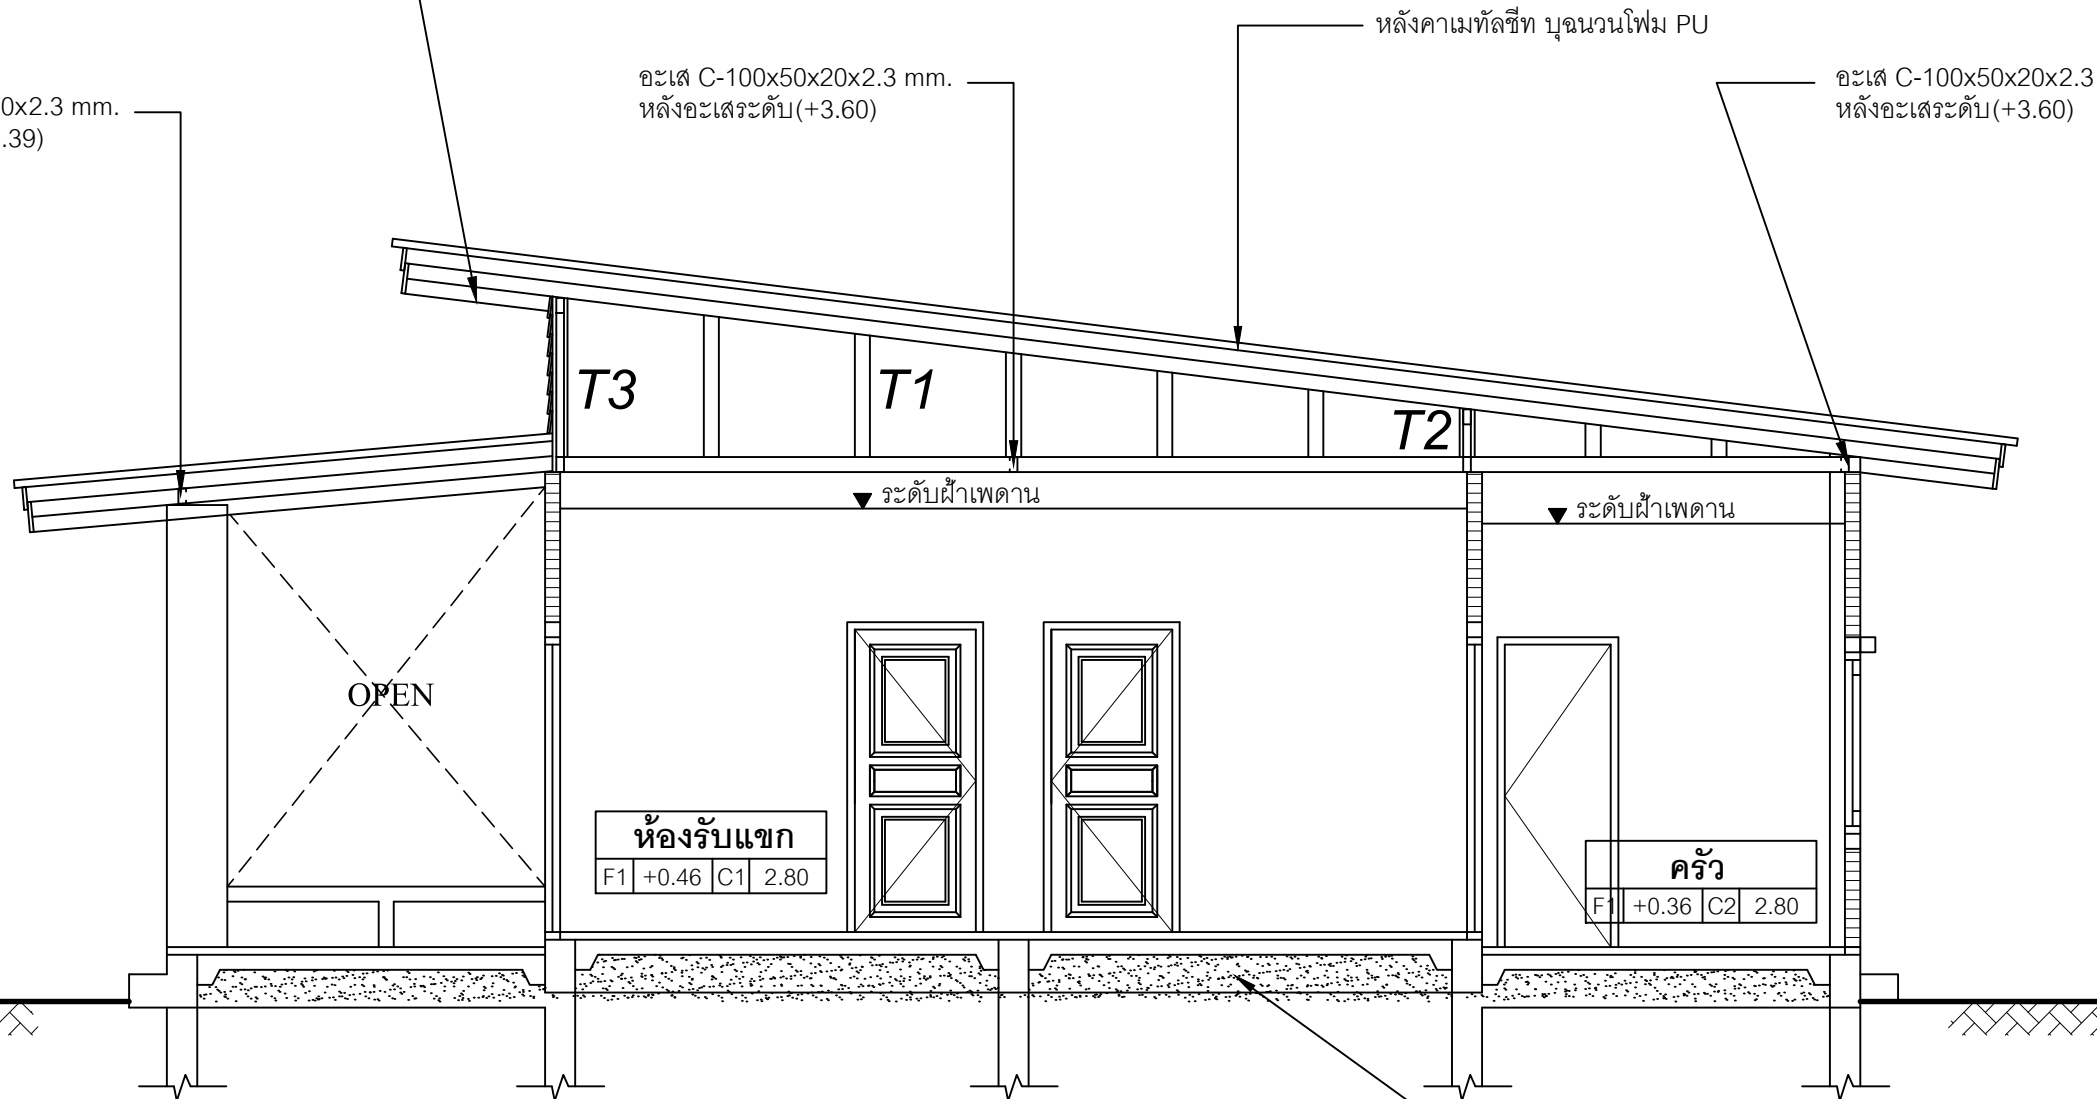 หลังคาเมทัลชีท บุฉนวนโฟม PU
อะเส C-100x50x20x2.3 mm.
หลังอะเสระดับ(+3.60)
อะเส C-100x50x20x2.3
หลังอะเสระดับ(+3.60)
0x2.3 mm.
.39)
T3
T1
T2
ระดับฝ้าเพดาน
ระดับฝ้าเพดาน
OPEN
ห้องรับแขก
F1 +0.46 C1 2.80
ครัว
F1 +0.36 C2 2.80